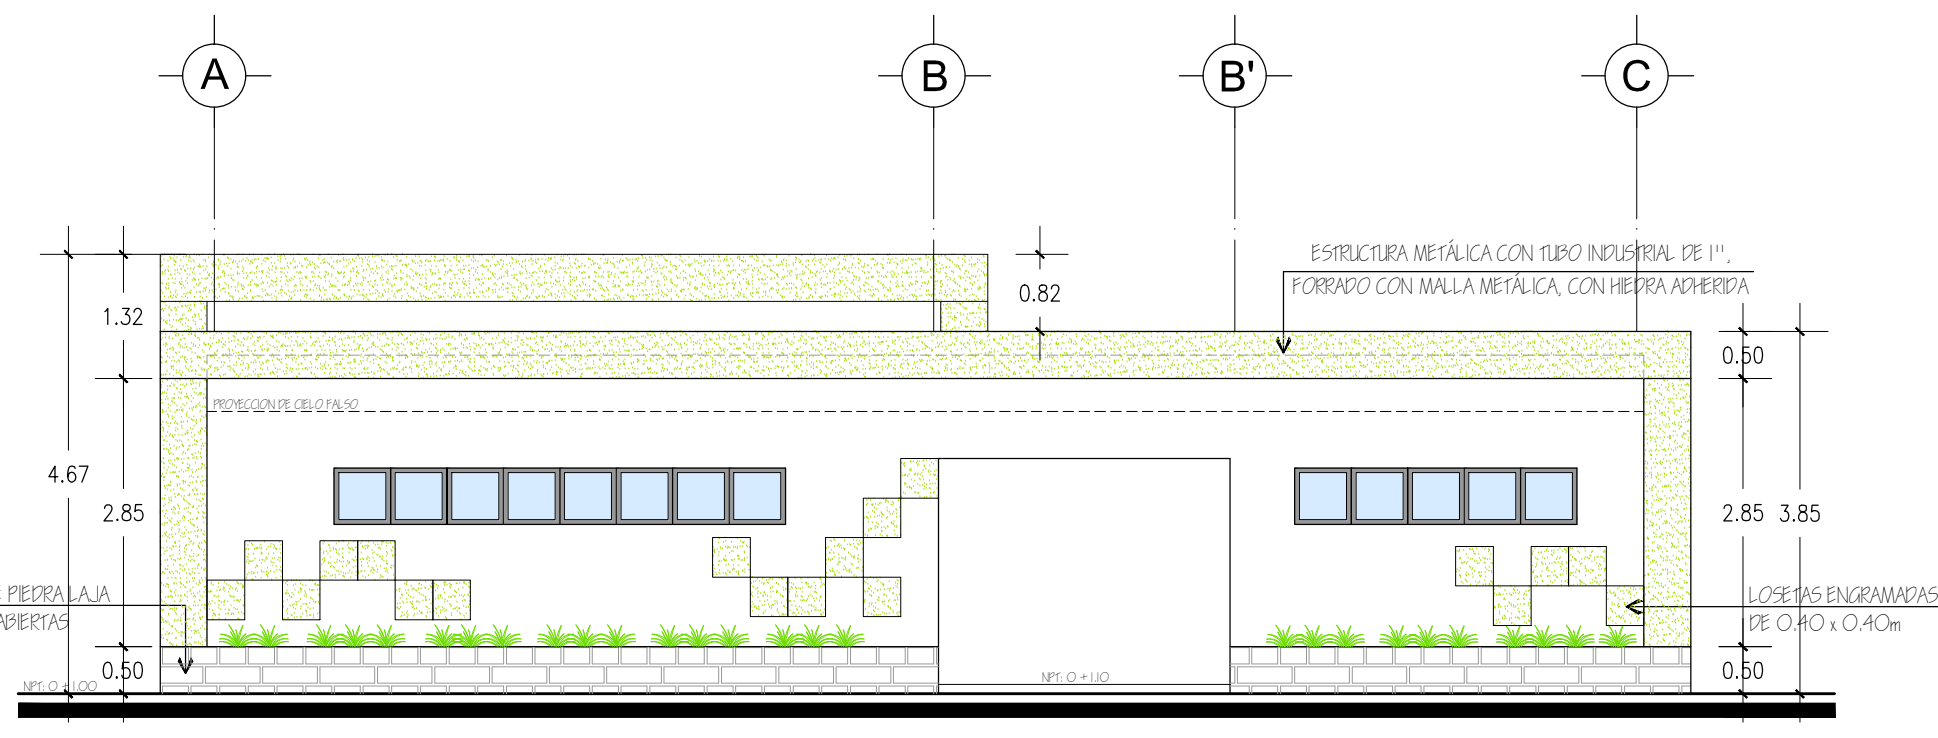 A
B
B'
C
ESTRUCTURA METÁLICA CON TUBO INDUSTRIAL DE 1",
FORRADO CON MALLA METÁLICA, CON HIEDRA ADHERIDA
0.82
1.32
0.50
PROYECCION DE CIELO FALSO
4.67
2.85
2.85
3.85
PIEDRA LAJA
ABIERTAS
LOSETAS ENGRAMADAS
DE 0.40 x 0.40m
0.50
0.50
NPT: 0 + 1.00
NPT: 0 + 1.10